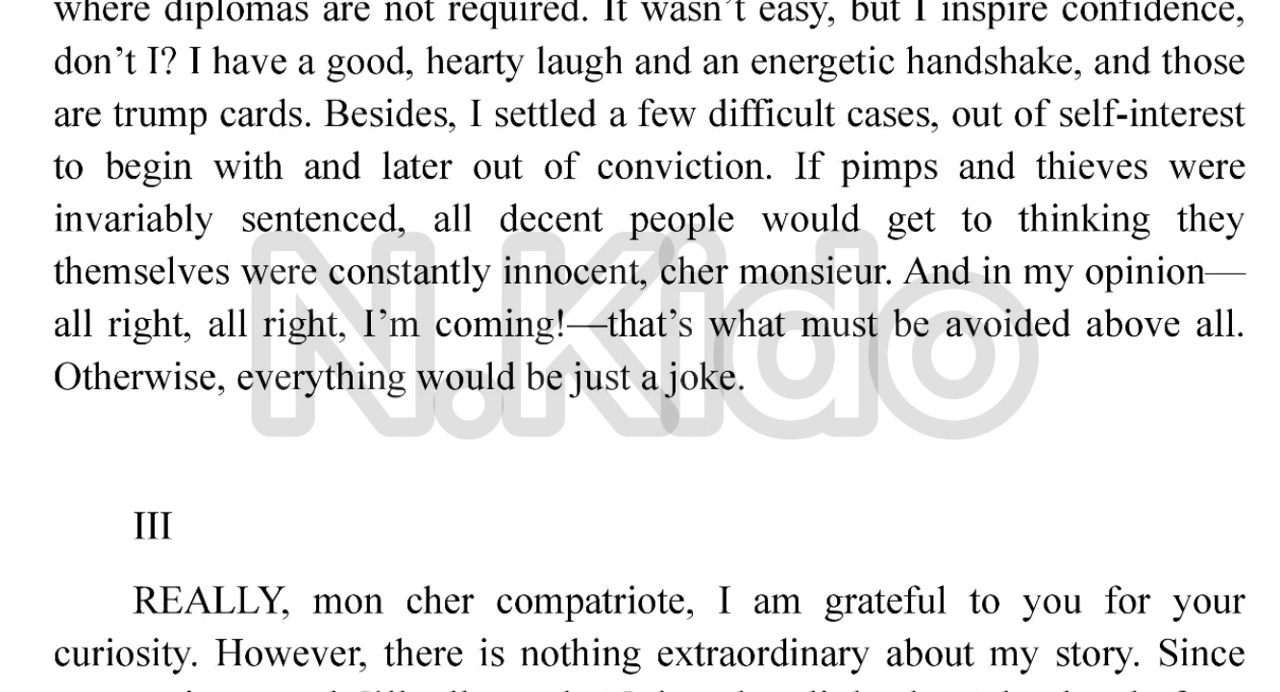 where diplomas are not required. It wasn’t easy, but I inspire confidence,
don’t I? I have a good, hearty laugh and an energetic handshake, and those
are trump cards. Besides, I settled a few difficult cases, out of self-interest
to begin with and later out of conviction. If pimps and thieves were
invariably sentenced, all decent people would get to thinking they
themselves were constantly innocent, cher monsieur. And in my opinion—
all right, all right, I’m coming!—that’s what must be avoided above all.
Otherwise, everything would be just a joke.
N.Kido
III
REALLY, mon cher compatriote, I am grateful to you for your
curiosity. However, there is nothing extraordinary about my story. Since